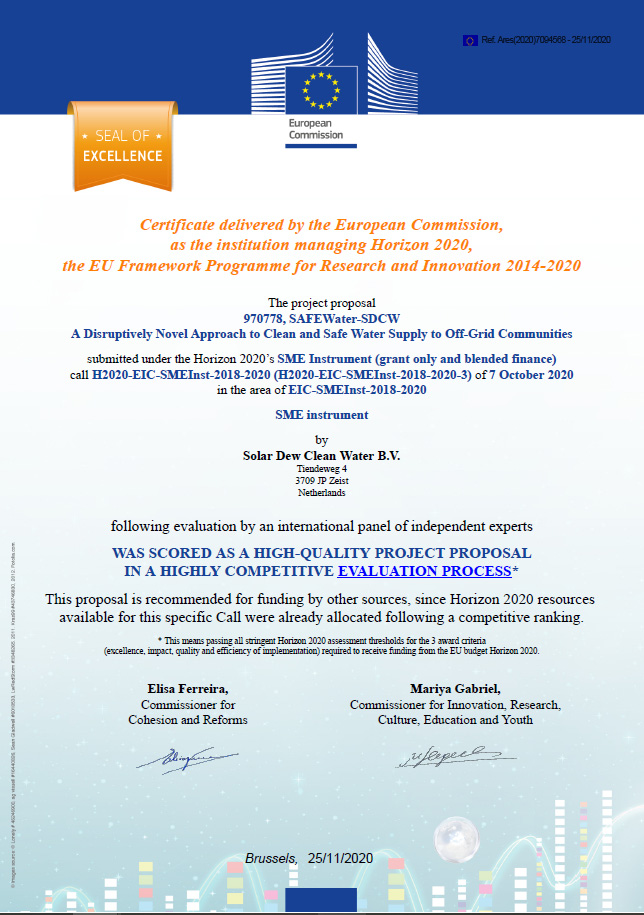 Ref. Ares(2020)7094568 - 25/11/2020
European
Commission
SEAL OF
EXCELLENCE
Certificate delivered by the European Commission,
as the institution managing Horizon 2020,
the EU Framework Programme for Research and Innovation 2014-2020
The project proposal
970778, SAFEWater-SDCW
A Disruptively Novel Approach to Clean and Safe Water Supply to Off-Grid Communities
submitted under the Horizon 2020’s SME Instrument (grant only and blended finance)
call H2020-EIC-SMEInst-2018-2020 (H2020-EIC-SMEInst-2018-2020-3) of 7 October 2020
in the area of EIC-SMEInst-2018-2020
SME instrument
by
Solar Dew Clean Water B.V.
Tiendeweg 4
3709 JP Zeist
Netherlands
following evaluation by an international panel of independent experts
WAS SCORED AS A HIGH-QUALITY PROJECT PROPOSAL
IN A HIGHLY COMPETITIVE EVALUATION PROCESS*
This proposal is recommended for funding by other sources, since Horizon 2020 resources
available for this specific Call were already allocated following a competitive ranking.
* This means passing all stringent Horizon 2020 assessment thresholds for the 3 award criteria
(excellence, impact, quality and efficiency of implementation) required to receive funding from the EU budget Horizon 2020.
Elisa Ferreira,
Commissioner for
Cohesion and Reforms
Mariya Gabriel,
Commissioner for Innovation, Research,
Culture, Education and Youth
Brussels, 25/11/2020